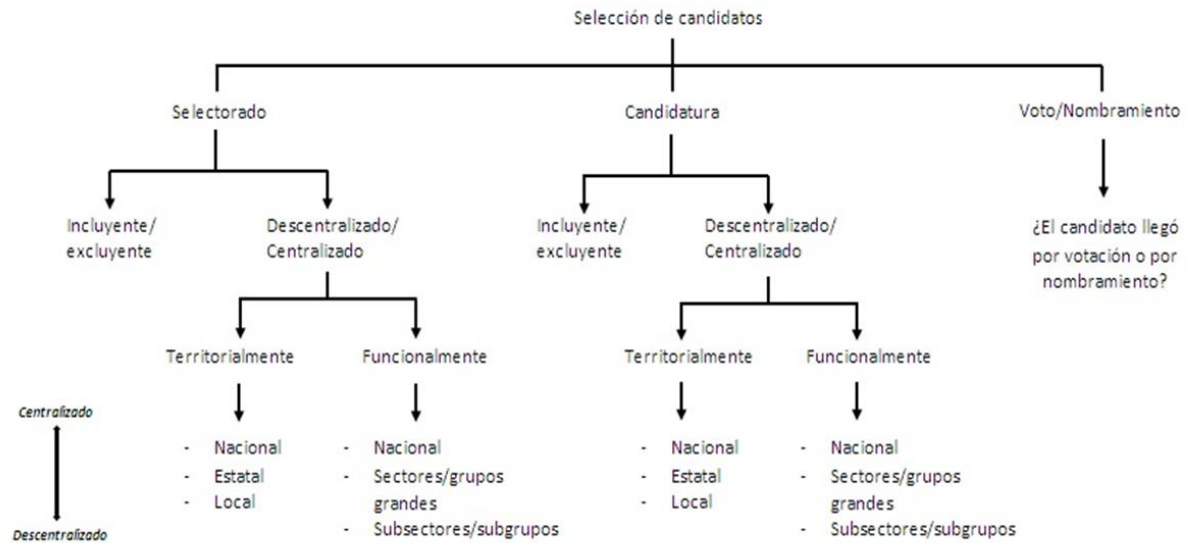 Selección de candidatos
Selectorado
Candidatura
Voto/Nombramiento
Incluyente/
excluyente
Descentralizado/
Centralizado
Incluyente/
excluyente
Descentralizado/
Centralizado
¿El candidato llegó
por votación o por
nombramiento?
Territorialmente
Funcionalmente
Territorialmente
Funcionalmente
Centralizado
Descentralizado
- Nacional
- Estatal
- Local
- Nacional
- Sectores/grupos
grandes
- Subsectores/subgrupos
- Nacional
- Estatal
- Local
- Nacional
- Sectores/grupos
grandes
- Subsectores/subgrupos